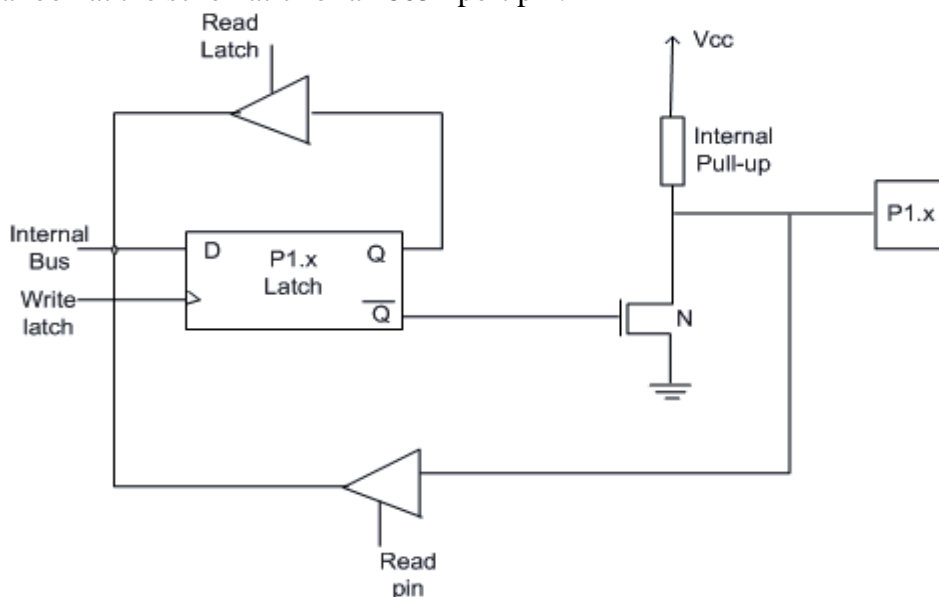 Read
Latch
Vcc
Internal
Pull-up
P1.x
Internal
Bus
D
P1.x
Latch
Q
Write
latch
Q
N
Read
pin